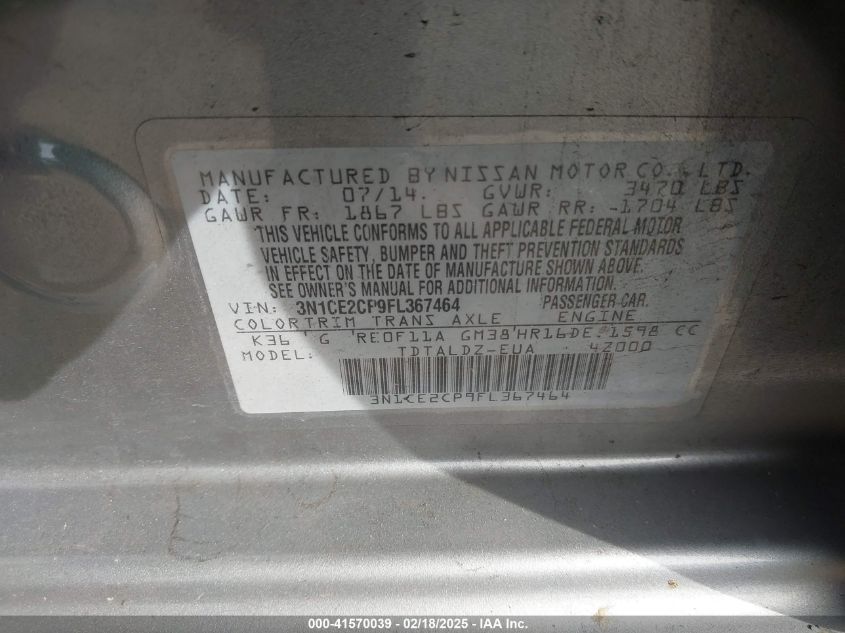 MANUFACTURED BY NISSAN MOTOR CO., LTD.
DATE: 07/14. GVWR: 3470 LBS
GAWR FR: 1867 LBS GAWR RR: 1704 LBS
THIS VEHICLE CONFORMS TO ALL APPLICABLE FEDERAL MOTOR
VEHICLE SAFETY, BUMPER AND THEFT PREVENTION STANDARDS
IN EFFECT ON THE DATE OF MANUFACTURE SHOWN ABOVE.
SEE OWNER'S MANUAL FOR ADDITIONAL INFORMATION.
VIN: 3N1CE2CP9FL367464 PASSENGER CAR
COLOR TRIM TRANS AXLE ENGINE
K36 G RE0F11A GM38 HR16DE 1598 CC
MODEL: TDTALDZ-EUA 42000
3N1CE2CP9FL367464
000-41570039 - 02/18/2025 - IAA Inc.